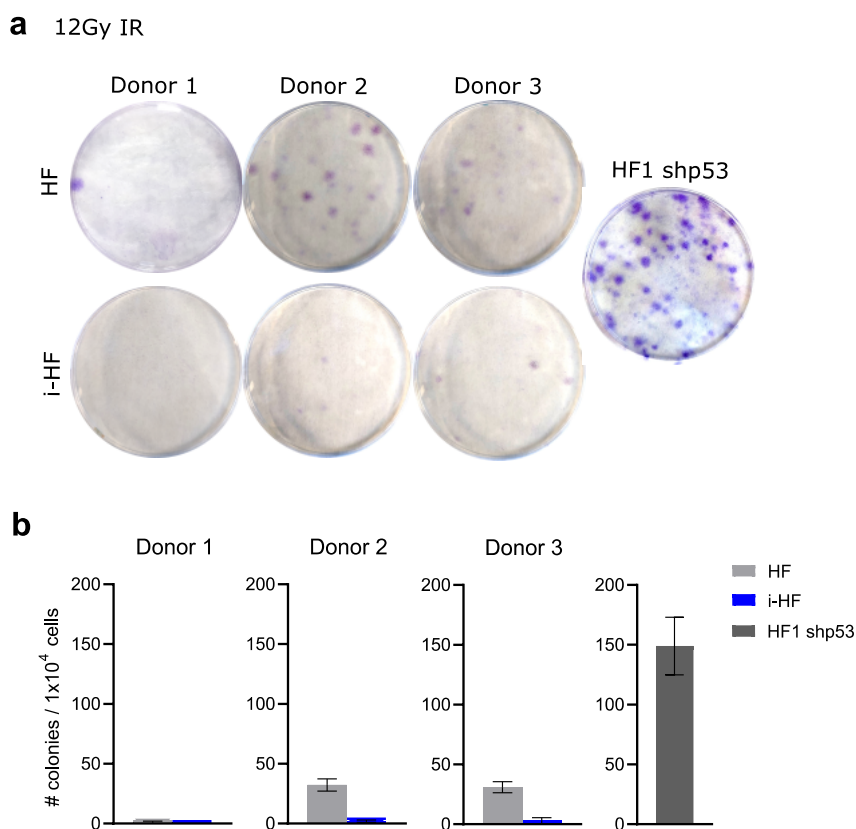 a 12Gy IR
Donor 1 Donor 2 Donor 3
HF1 shp53
HF
i-HF
b
Donor 1 Donor 2 Donor 3
# colonies / 1x10⁴ cells
200 200 200 200
150 150 150 150
100 100 100 100
50 50 50 50
0 0 0 0
HF
i-HF
HF1 shp53